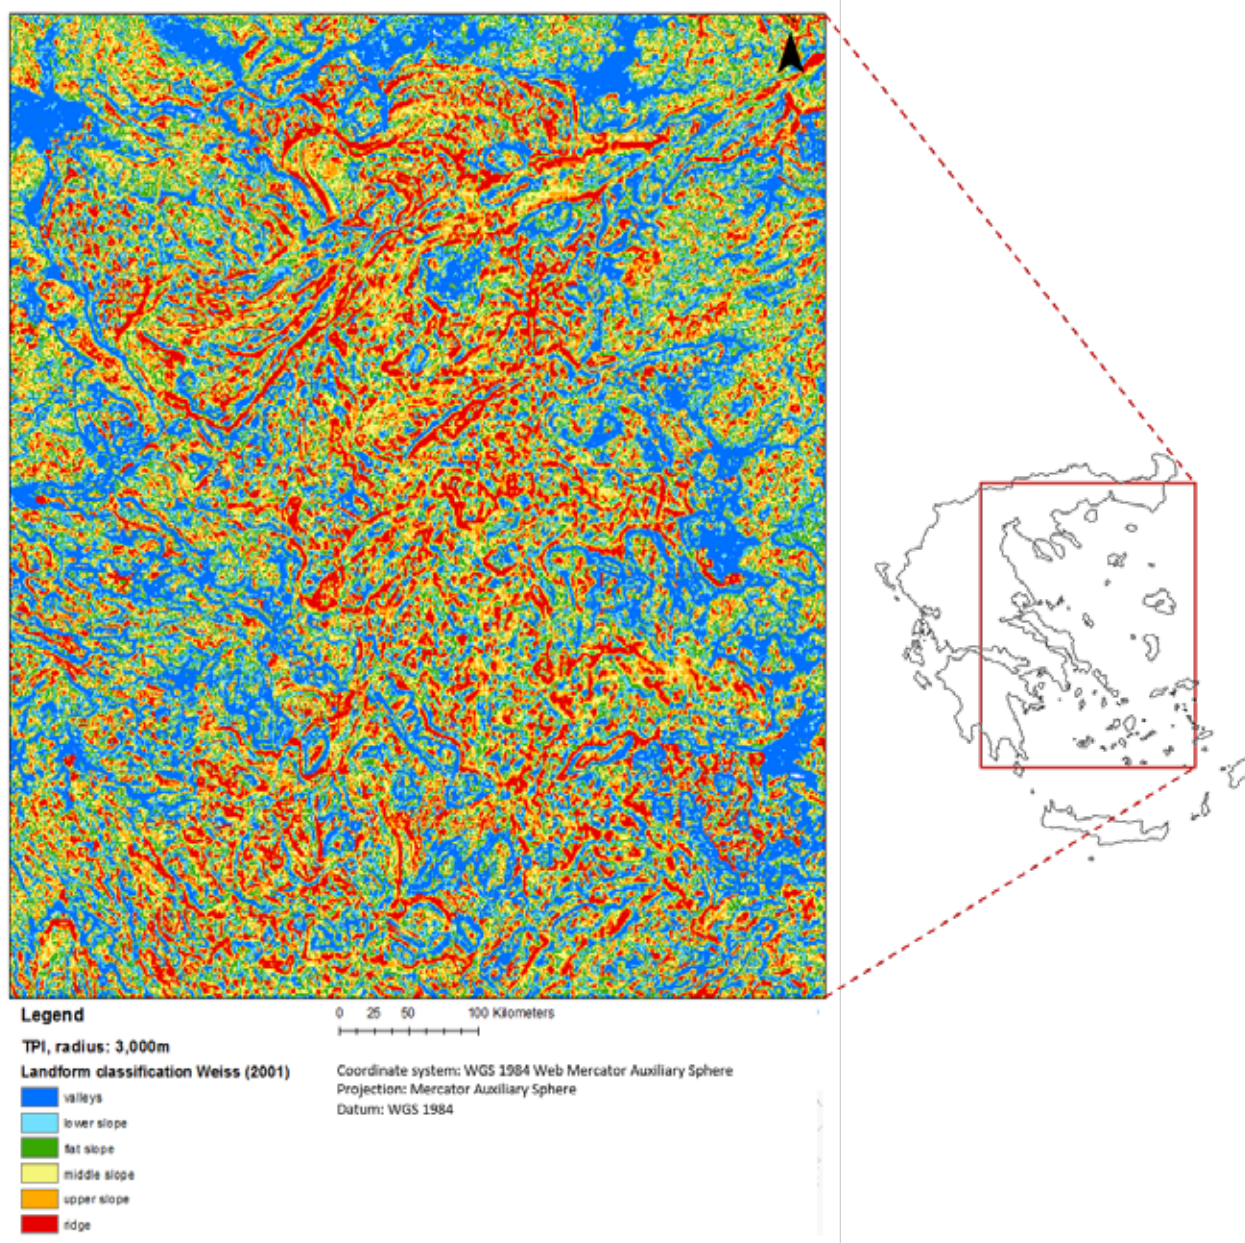 Legend
TPI, radius: 3,000m
Landform classification Weiss (2001)
valleys
lower slope
flat slope
middle slope
upper slope
ridge
0 25 50 100 Kilometers
Coordinate system: WGS 1984 Web Mercator Auxiliary Sphere
Projection: Mercator Auxiliary Sphere
Datum: WGS 1984